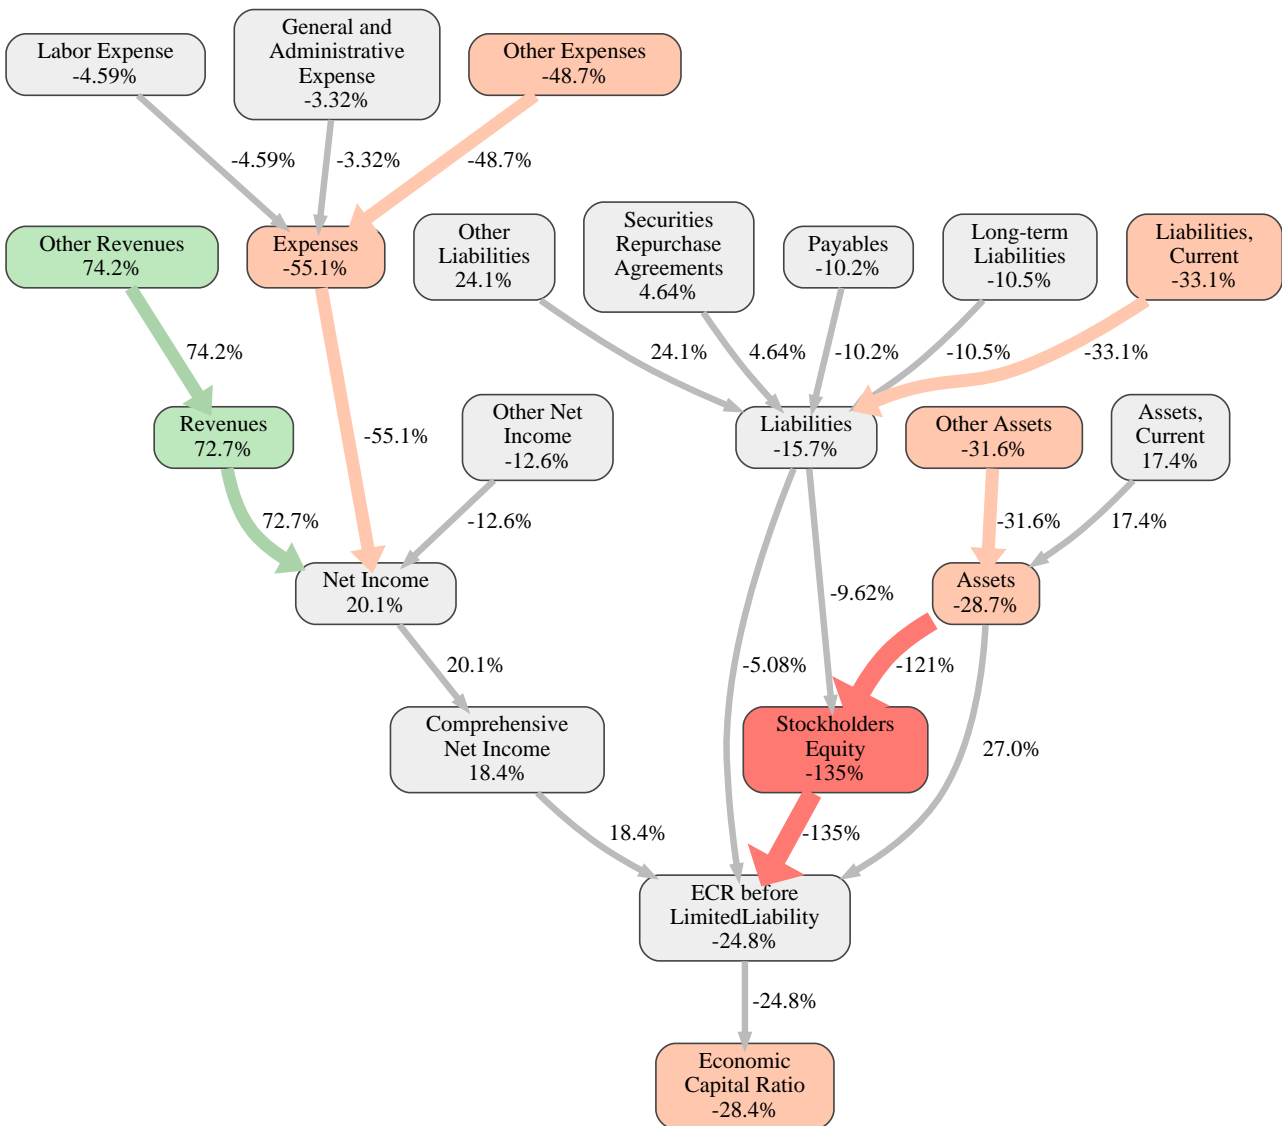 Labor Expense
-4.59%
General and
Administrative
Expense
-3.32%
Other Expenses
-48.7%
-4.59%
-3.32%
-48.7%
Other Revenues
74.2%
Expenses
-55.1%
Other
Liabilities
24.1%
Securities
Repurchase
Agreements
4.64%
Payables
-10.2%
Long-term
Liabilities
-10.5%
Liabilities,
Current
-33.1%
74.2%
24.1%
4.64%
-10.2%
-10.5%
-33.1%
Revenues
72.7%
-55.1%
Other Net
Income
-12.6%
Liabilities
-15.7%
Other Assets
-31.6%
Assets,
Current
17.4%
72.7%
-12.6%
-31.6%
17.4%
Net Income
20.1%
-9.62%
Assets
-28.7%
20.1%
-5.08%
-121%
Comprehensive
Net Income
18.4%
Stockholders
Equity
-135%
27.0%
18.4%
-135%
ECR before
LimitedLiability
-24.8%
-24.8%
Economic
Capital Ratio
-28.4%